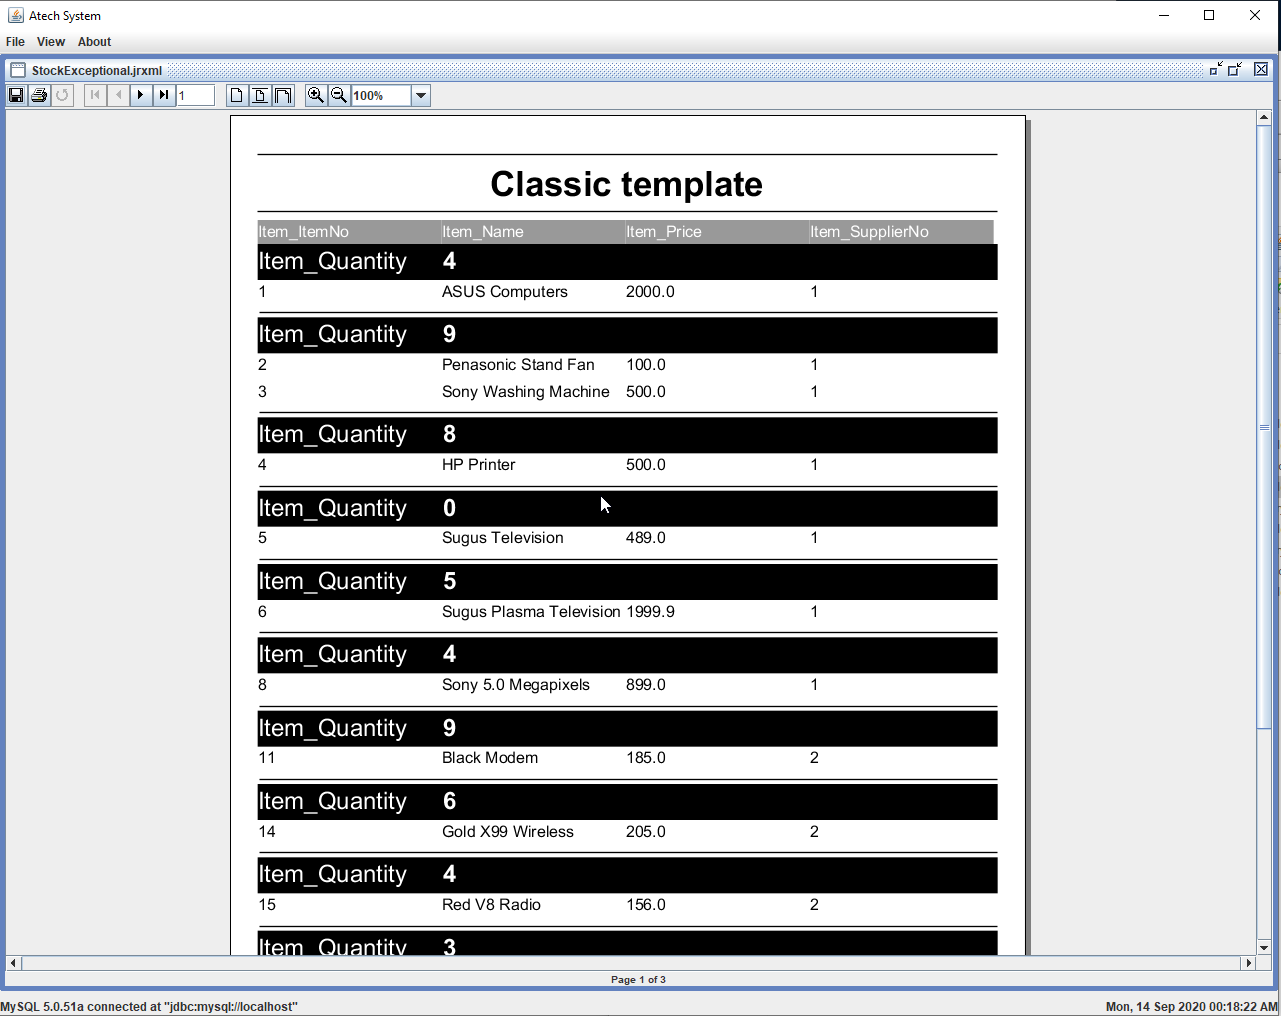 Atech System
File View About
StockExceptional.jrxml
1 100%
Classic template
Item_ItemNo Item_Name Item_Price Item_SupplierNo
Item_Quantity 4
1 ASUS Computers 2000.0 1
Item_Quantity 9
2 Penasonic Stand Fan 100.0 1
3 Sony Washing Machine 500.0 1
Item_Quantity 8
4 HP Printer 500.0 1
Item_Quantity 0
5 Sugus Television 489.0 1
Item_Quantity 5
6 Sugus Plasma Television 1999.9 1
Item_Quantity 4
8 Sony 5.0 Megapixels 899.0 1
Item_Quantity 9
11 Black Modem 185.0 2
Item_Quantity 6
14 Gold X99 Wireless 205.0 2
Item_Quantity 4
15 Red V8 Radio 156.0 2
Item_Quantity 3
Page 1 of 3
MySQL 5.0.51a connected at "jdbc:mysql://localhost" Mon, 14 Sep 2020 00:18:22 AM